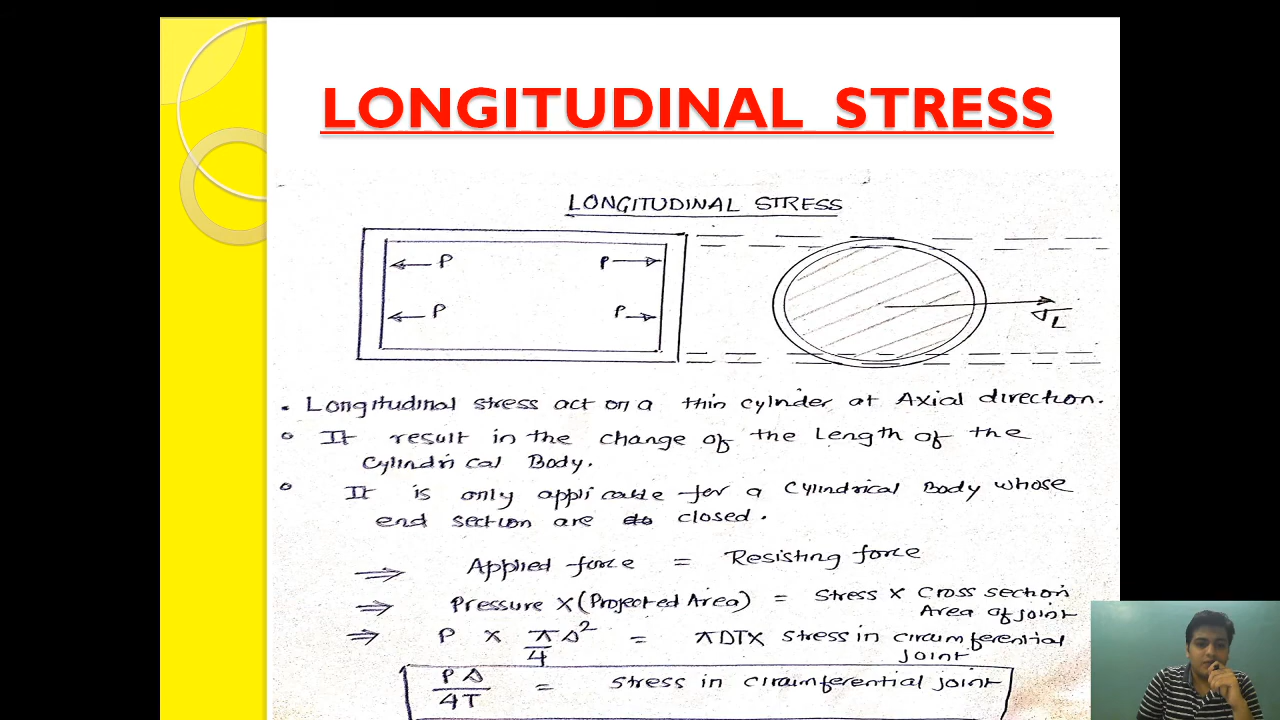 LONGITUDINAL STRESS
LONGITUDINAL STRESS
← P P →
← P P →
σL
• Longitudinal stress act on a thin cylinder at Axial direction.
∘ It result in the change of the Length of the
Cylindrical Body.
∘ It is only applicable for a Cylindrical Body whose
end section are closed.
⇒ Applied force = Resisting force
⇒ Pressure X (Projected Area) = Stress X Cross section
Area of joint
⇒ P X π/4 D² = πDTX stress in circumferential
joint
PD/4T = Stress in circumferential joint